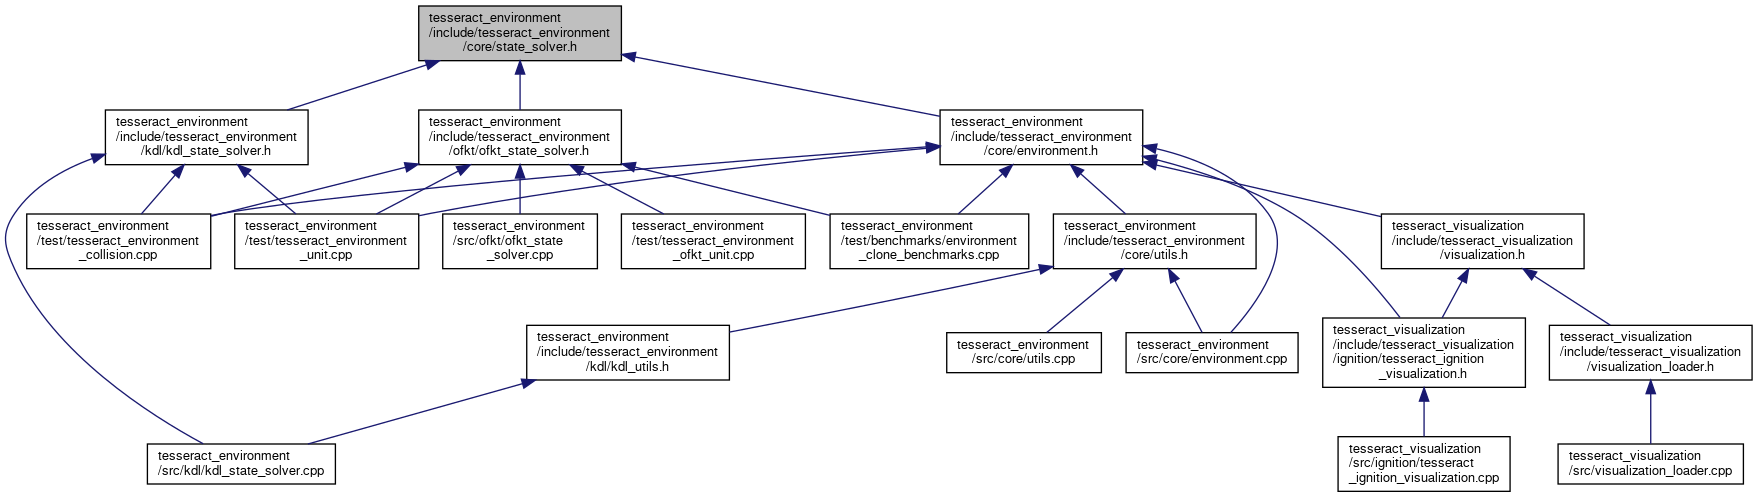 tesseract_environment
/include/tesseract_environment
/core/state_solver.h
tesseract_environment
/include/tesseract_environment
/kdl/kdl_state_solver.h
tesseract_environment
/include/tesseract_environment
/ofkt/ofkt_state_solver.h
tesseract_environment
/include/tesseract_environment
/core/environment.h
tesseract_environment
/test/tesseract_environment
_collision.cpp
tesseract_environment
/test/tesseract_environment
_unit.cpp
tesseract_environment
/src/ofkt/ofkt_state
_solver.cpp
tesseract_environment
/test/tesseract_environment
_ofkt_unit.cpp
tesseract_environment
/test/benchmarks/environment
_clone_benchmarks.cpp
tesseract_environment
/include/tesseract_environment
/core/utils.h
tesseract_visualization
/include/tesseract_visualization
/visualization.h
tesseract_environment
/include/tesseract_environment
/kdl/kdl_utils.h
tesseract_environment
/src/core/utils.cpp
tesseract_environment
/src/core/environment.cpp
tesseract_visualization
/include/tesseract_visualization
/ignition/tesseract_ignition
_visualization.h
tesseract_visualization
/include/tesseract_visualization
/visualization_loader.h
tesseract_environment
/src/kdl/kdl_state_solver.cpp
tesseract_visualization
/src/ignition/tesseract
_ignition_visualization.cpp
tesseract_visualization
/src/visualization_loader.cpp